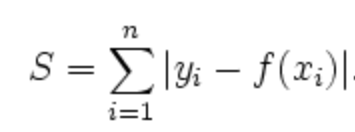 S = \sum_{i=1}^{n} |y_i - f(x_i)|.